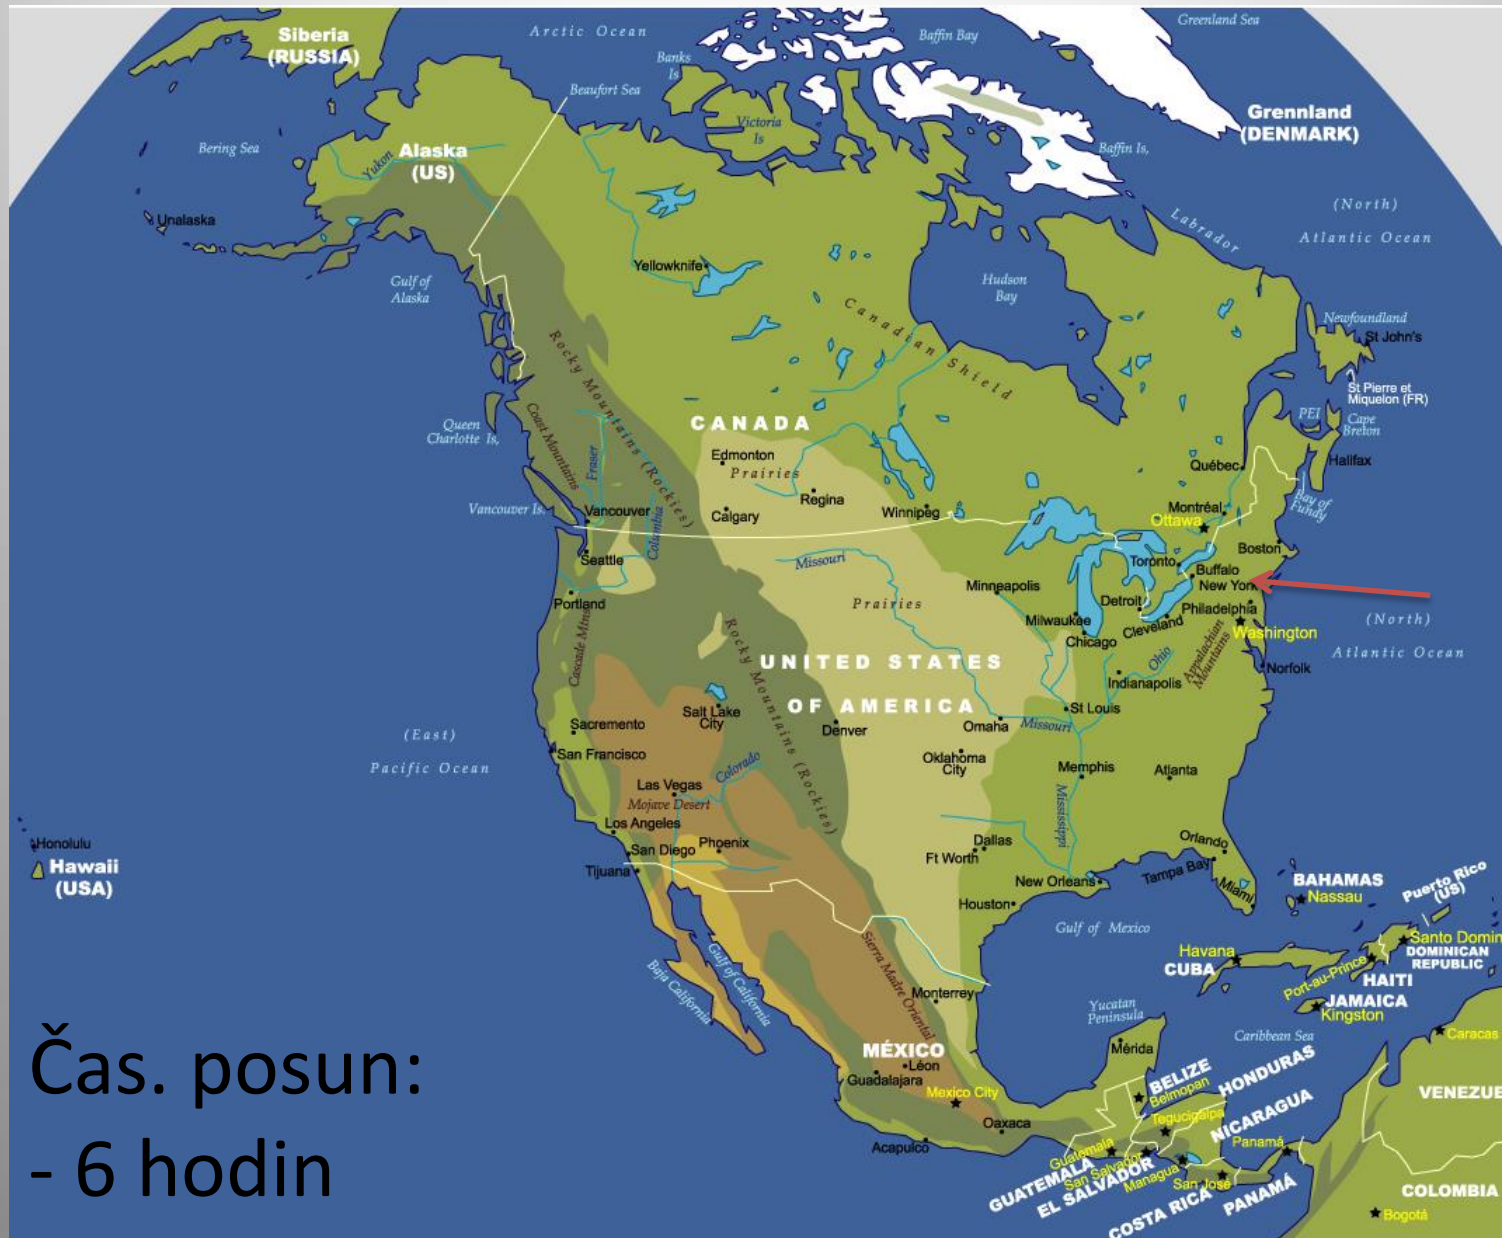 Siberia
(RUSSIA)
Arctic Ocean
Greenland Sea
Baffin Bay
Banks
Is
Beaufort Sea
Victoria
Is
Grennland
(DENMARK)
Bering Sea
Yukon
Alaska
(US)
Baffin Is,
(North)
Atlantic Ocean
Labrador
Unalaska
Gulf of
Alaska
Yellowknife
Hudson
Bay
Canadian Shield
Newfoundland
St John's
St Pierre et
Miquelon (FR)
Rocky Mountains (Rockies)
Queen
Charlotte Is,
Coast Mountains
Fraser
CANADA
PEI
Cape
Breton
Edmonton
Prairies
Québec
Halifax
Regina
Calgary
Winnipeg
Vancouver Is.
Vancouver
Columbia
Montréal
Ottawa
Bay of
Fundy
Seattle
Missouri
Toronto
Boston
Buffalo
New York
Portland
Minneapolis
Prairies
Detroit
Philadelphia
Milwaukee
Cleveland
Chicago
Washington
(North)
Atlantic Ocean
Cascade Mtns
Rocky Mountains (Rockies)
UNITED STATES
OF AMERICA
Ohio
Appalachian
Mountains
Norfolk
Indianapolis
Salt Lake
City
St Louis
Sacremento
Denver
Omaha
Missouri
(East)
Pacific Ocean
San Francisco
Oklahoma
City
Memphis
Atlanta
Las Vegas
Colorado
Mojave Desert
Mississippi
Los Angeles
San Diego
Phoenix
Dallas
Ft Worth
Orlando
Honolulu
Hawaii
(USA)
Tijuana
New Orleans
Tampa Bay
Miami
Houston
BAHAMAS
Nassau
Puerto Rico
(US)
Gulf of Mexico
Baja California
Gulf of California
Sierra Madre Oriental
Havana
CUBA
Santo Domin
DOMINICAN
REPUBLIC
Port-au-Prince
HAITI
JAMAICA
Kingston
Monterrey
Yucatan
Peninsula
Caribbean Sea
Caracas
Mérida
MÉXICO
Léon
Guadalajara
Mexico City
BELIZE
Belmopan
HONDURAS
Tegucigalpa
NICARAGUA
VENEZUE
Oaxaca
Acapulco
Guatemala
GUATEMALA
San Salvador
EL SALVADOR
Managua
San José
COSTA RICA
Panamá
PANAMÁ
COLOMBIA
Bogotá
Čas. posun:
- 6 hodin